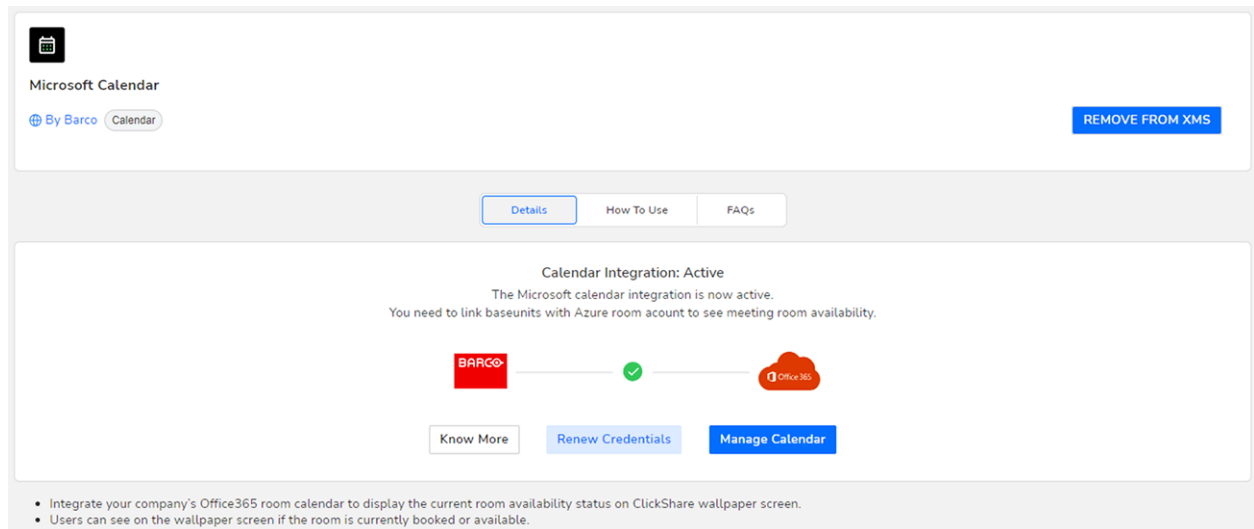 Microsoft Calendar
By Barco Calendar
REMOVE FROM XMS
Details How To Use FAQs
Calendar Integration: Active
The Microsoft calendar integration is now active.
You need to link baseunits with Azure room acount to see meeting room availability.
BARCO
Office 365
Know More Renew Credentials Manage Calendar
• Integrate your company's Office365 room calendar to display the current room availability status on ClickShare wallpaper screen.
• Users can see on the wallpaper screen if the room is currently booked or available.